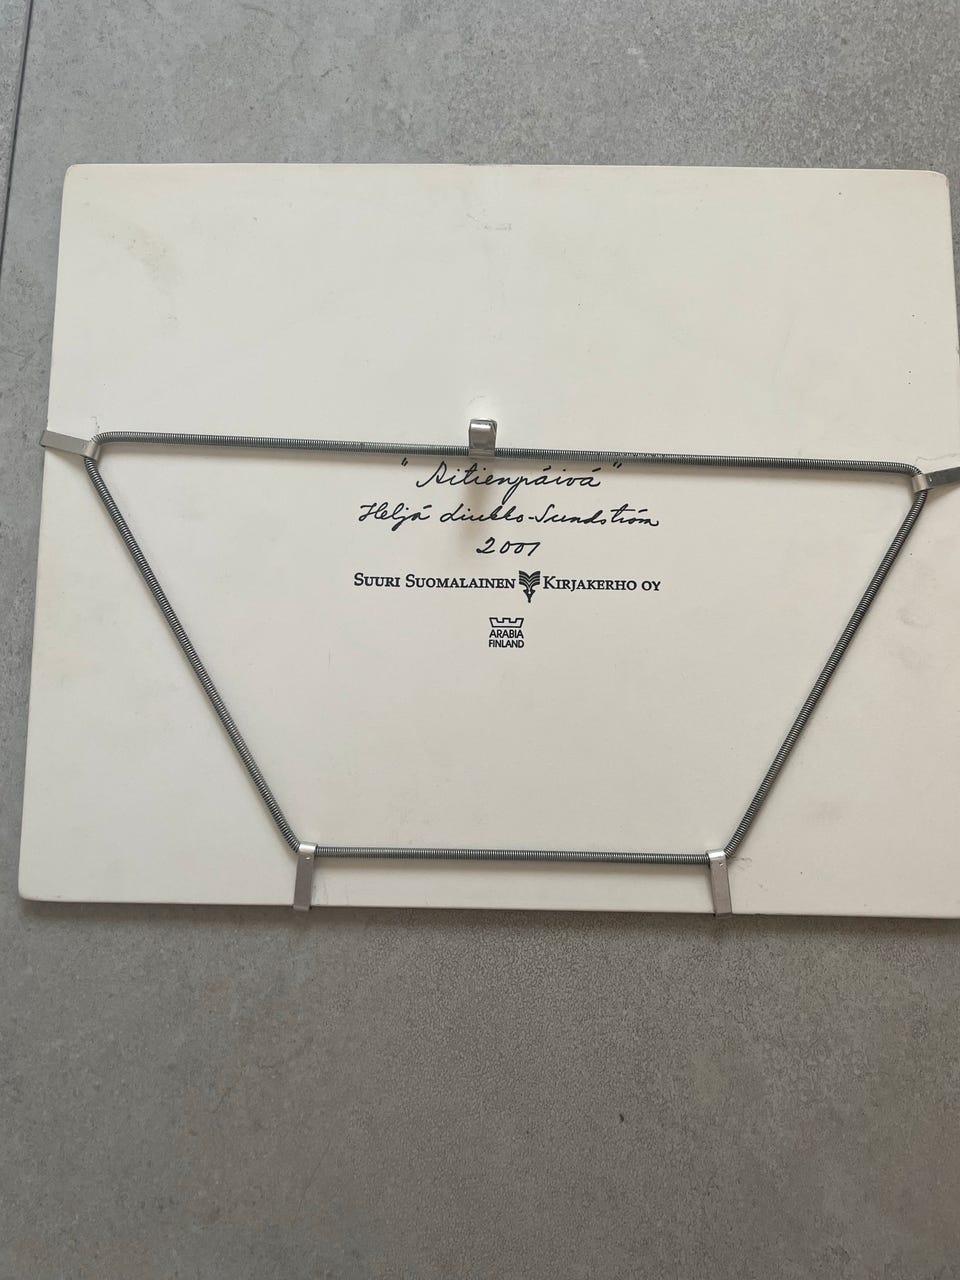 "Äitienpäivä"
Heljä Liukko-Sundström
2001
SUURI SUOMALAINEN KIRJAKERHO OY
ARABIA
FINLAND